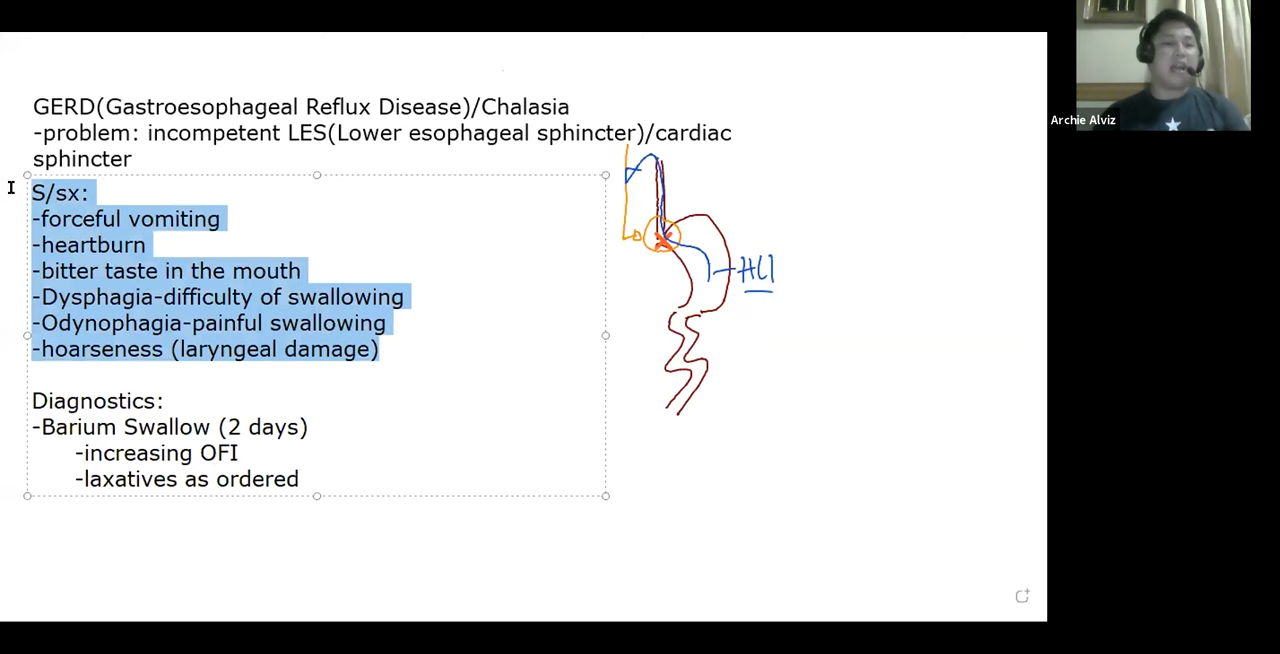 GERD(Gastroesophageal Reflux Disease)/Chalasia
-problem: incompetent LES(Lower esophageal sphincter)/cardiac
sphincter
S/sx:
-forceful vomiting
-heartburn
-bitter taste in the mouth
-Dysphagia-difficulty of swallowing
-Odynophagia-painful swallowing
-hoarseness (laryngeal damage)
Diagnostics:
-Barium Swallow (2 days)
-increasing OFI
-laxatives as ordered
HCl
Archie Alviz